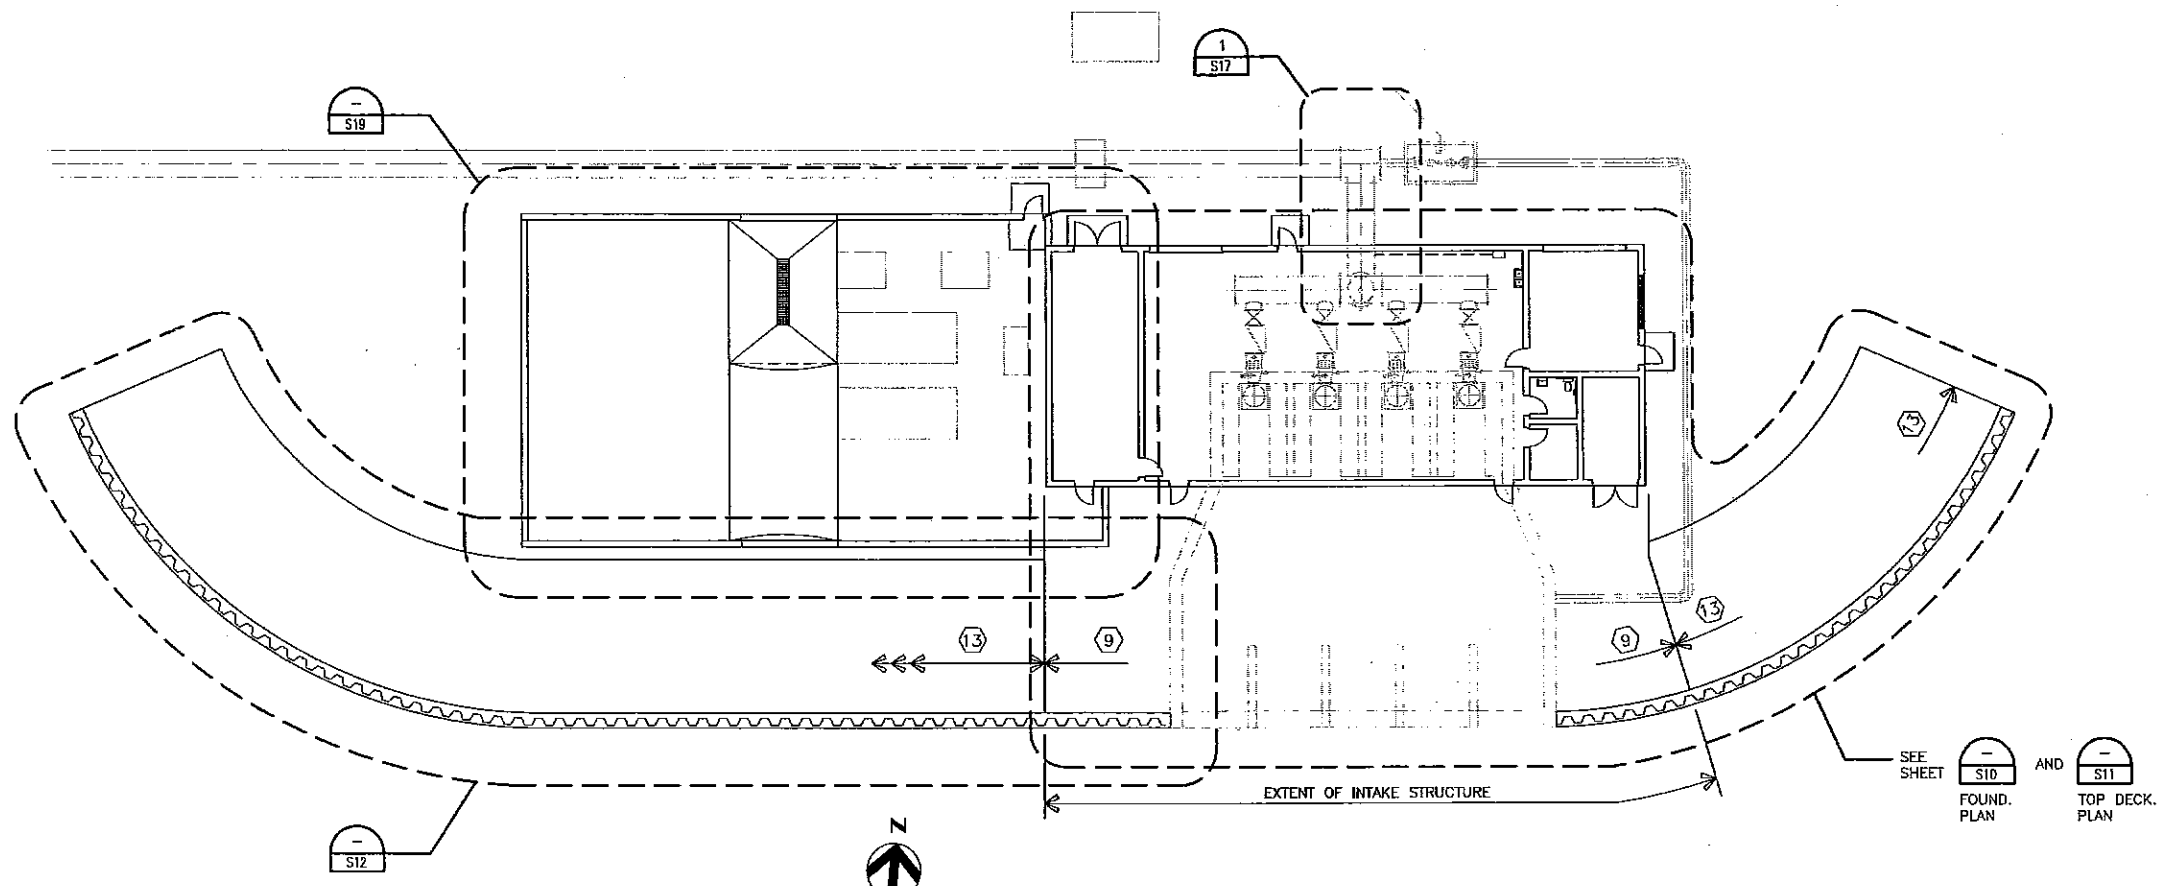 1
S17
–
S19
13
13
13
9
9
SEE
SHEET
–
S10
AND
–
S11
EXTENT OF INTAKE STRUCTURE
FOUND.
PLAN
TOP DECK.
PLAN
N
–
S12